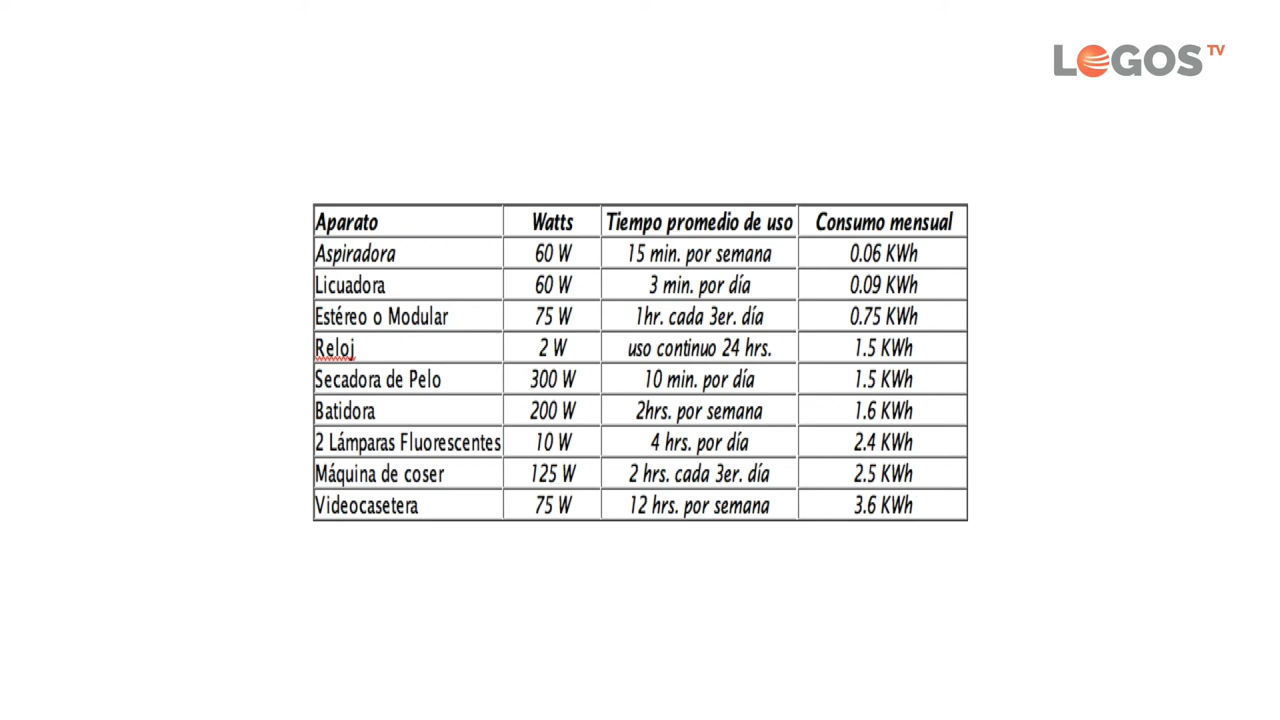 LOGOS TV
Aparato Watts Tiempo promedio de uso Consumo mensual
Aspiradora 60 W 15 min. por semana 0.06 KWh
Licuadora 60 W 3 min. por día 0.09 KWh
Estéreo o Modular 75 W 1hr. cada 3er. día 0.75 KWh
Reloj 2 W uso continuo 24 hrs. 1.5 KWh
Secadora de Pelo 300 W 10 min. por día 1.5 KWh
Batidora 200 W 2hrs. por semana 1.6 KWh
2 Lámparas Fluorescentes 10 W 4 hrs. por día 2.4 KWh
Máquina de coser 125 W 2 hrs. cada 3er. día 2.5 KWh
Videocasetera 75 W 12 hrs. por semana 3.6 KWh